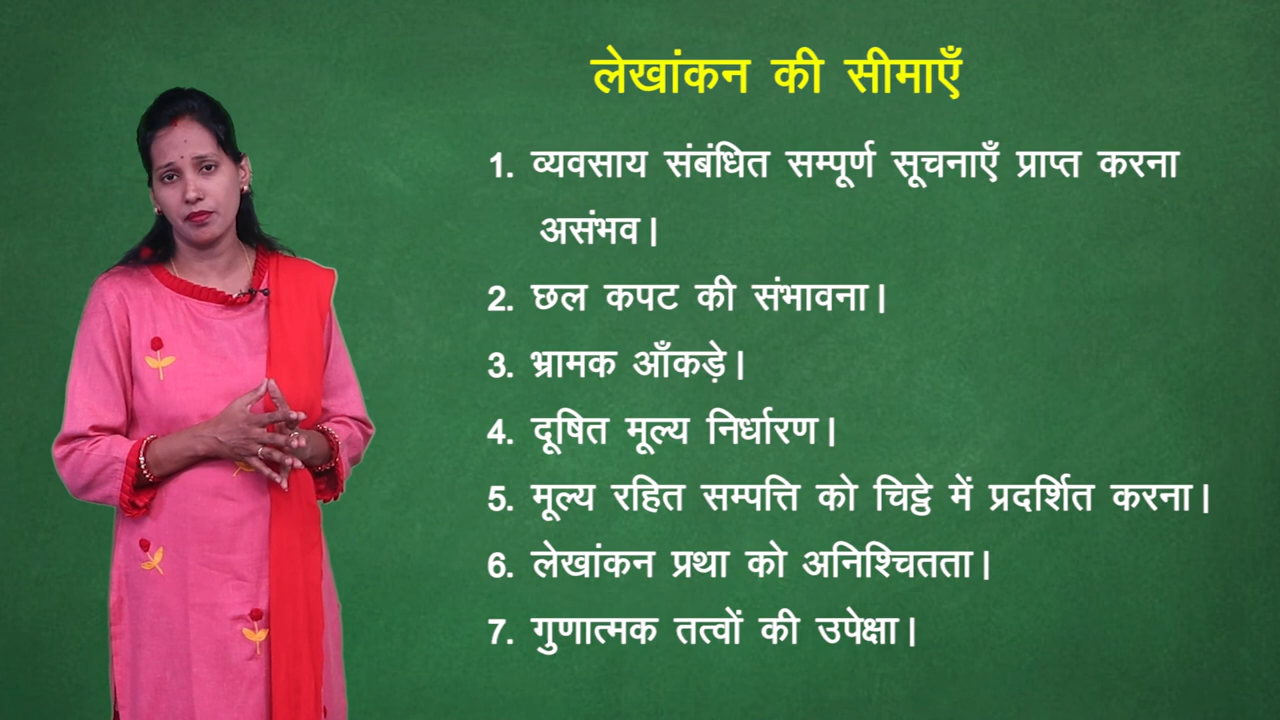 लेखांकन की सीमाएँ
1. व्यवसाय संबंधित सम्पूर्ण सूचनाएँ प्राप्त करना
असंभव।
2. छल कपट की संभावना।
3. भ्रामक आँकड़े।
4. दूषित मूल्य निर्धारण।
5. मूल्य रहित सम्पत्ति को चिट्ठे में प्रदर्शित करना।
6. लेखांकन प्रथा को अनिश्चितता।
7. गुणात्मक तत्वों की उपेक्षा।